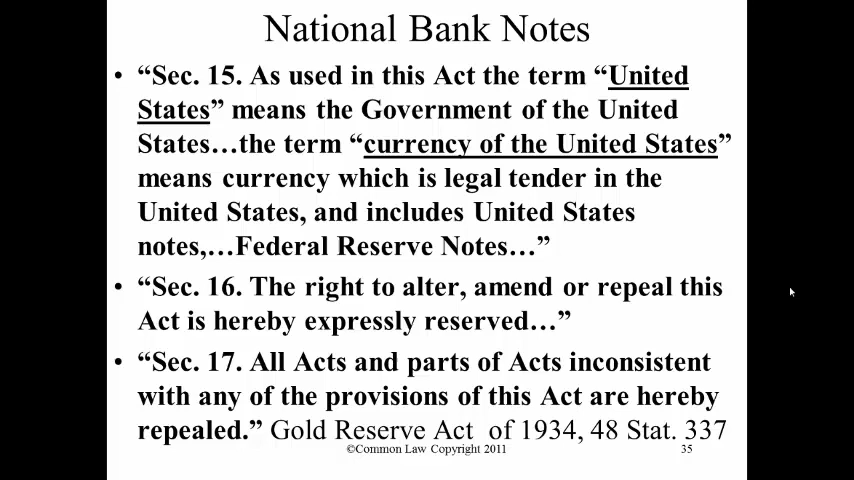 National Bank Notes
• “Sec. 15. As used in this Act the term “United
States” means the Government of the United
States…the term “currency of the United States”
means currency which is legal tender in the
United States, and includes United States
notes,…Federal Reserve Notes…”
• “Sec. 16. The right to alter, amend or repeal this
Act is hereby expressly reserved…”
• “Sec. 17. All Acts and parts of Acts inconsistent
with any of the provisions of this Act are hereby
repealed.” Gold Reserve Act of 1934, 48 Stat. 337
©Common Law Copyright 2011 35